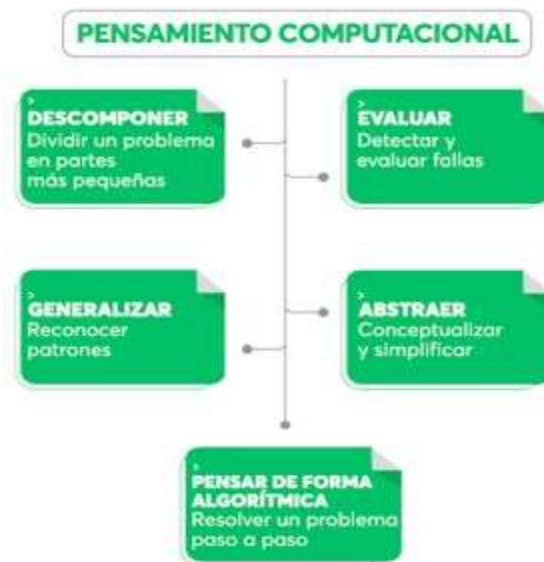 PENSAMIENTO COMPUTACIONAL
>
DESCOMPONER
Dividir un problema
en partes
más pequeñas
>
EVALUAR
Detectar y
evaluar fallas
>
GENERALIZAR
Reconocer
patrones
>
ABSTRAER
Conceptualizar
y simplificar
>
PENSAR DE FORMA
ALGORÍTMICA
Resolver un problema
paso a paso